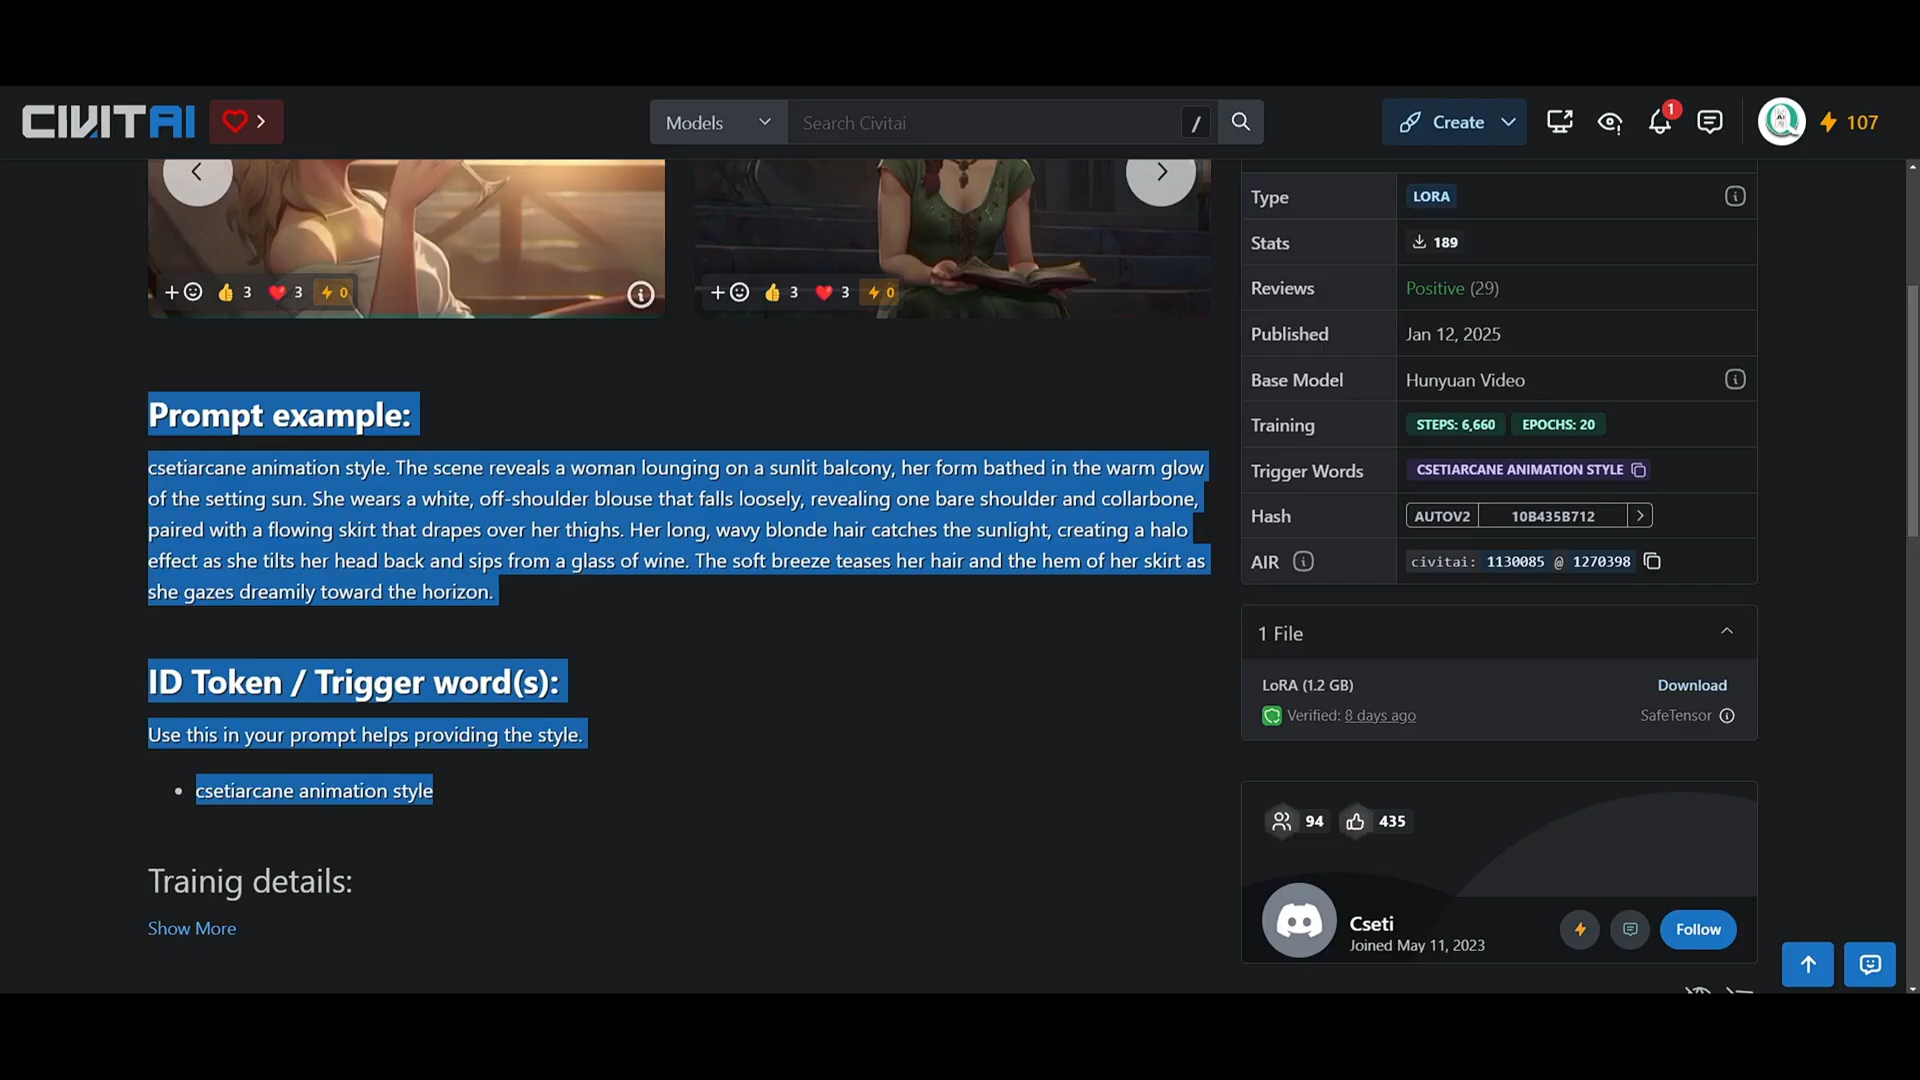 CIVITAI
Models
Search Civitai
/
Create
1
107
3
3
0
3
3
0
Type
LORA
Stats
189
Reviews
Positive (29)
Published
Jan 12, 2025
Base Model
Hunyuan Video
Training
STEPS: 6,660
EPOCHS: 20
Trigger Words
CSETIARCANE ANIMATION STYLE
Hash
AUTOV2
10B435B712
AIR
civitai: 1130085 @ 1270398
Prompt example:
csetiarcane animation style. The scene reveals a woman lounging on a sunlit balcony, her form bathed in the warm glow
of the setting sun. She wears a white, off-shoulder blouse that falls loosely, revealing one bare shoulder and collarbone,
paired with a flowing skirt that drapes over her thighs. Her long, wavy blonde hair catches the sunlight, creating a halo
effect as she tilts her head back and sips from a glass of wine. The soft breeze teases her hair and the hem of her skirt as
she gazes dreamily toward the horizon.
ID Token / Trigger word(s):
Use this in your prompt helps providing the style.
• csetiarcane animation style
Trainig details:
Show More
1 File
LoRA (1.2 GB)
Download
Verified: 8 days ago
SafeTensor
94
435
Cseti
Joined May 11, 2023
Follow